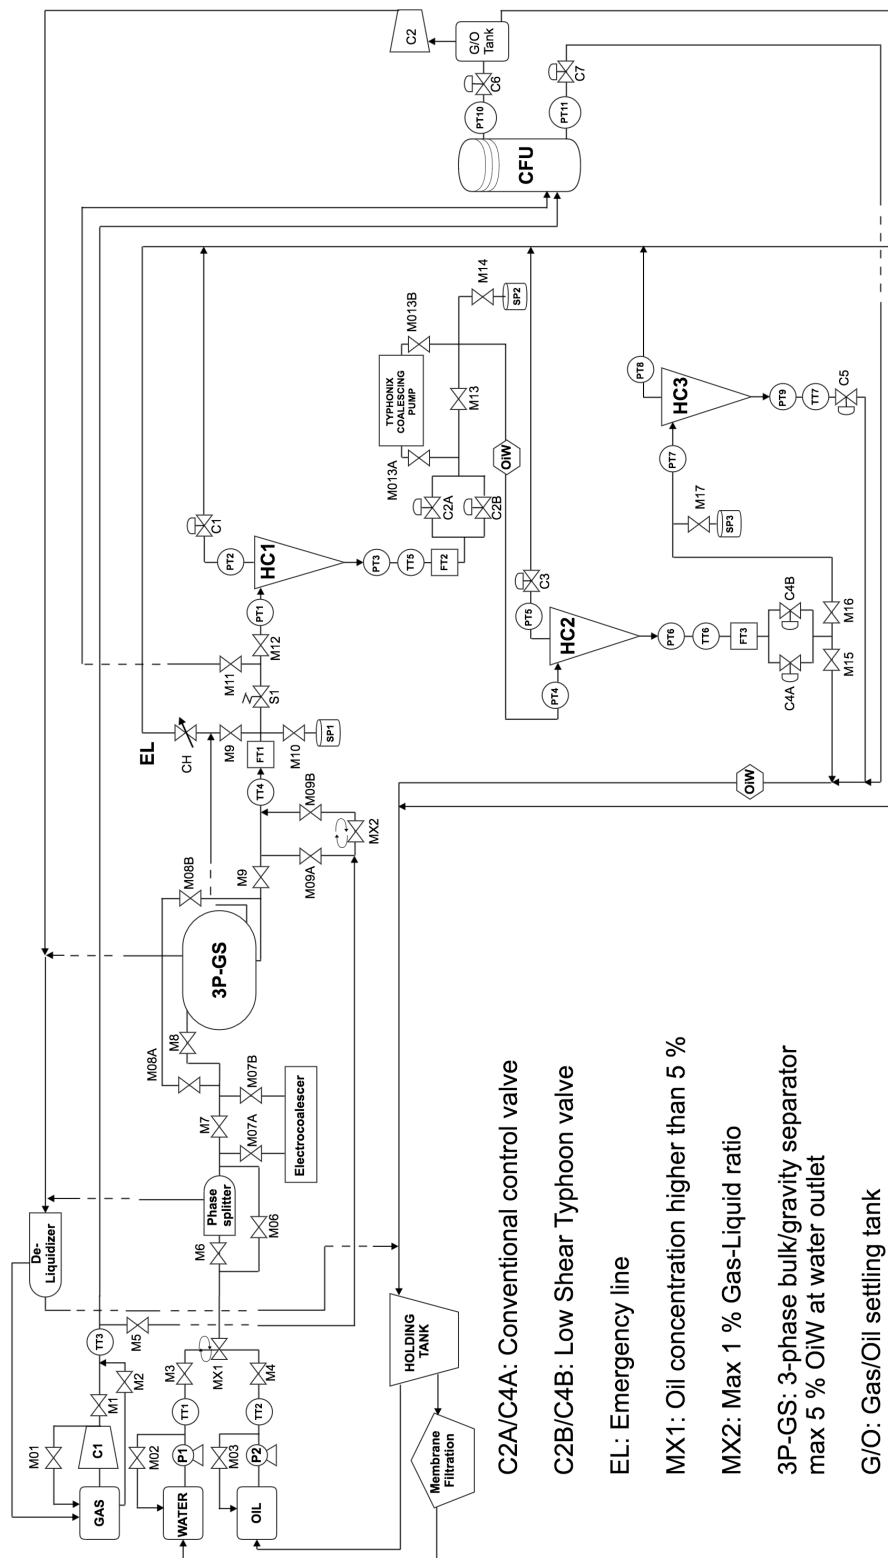 De-
Liquidizer
M01
GAS
C1
M1
M2
TT3
M5
M02
WATER
P1
TT1
M3
M03
OIL
P2
TT2
M4
MX1
M6
Phase
splitter
M06
M7
M07A
M07B
Electrocoalescer
M08A
M8
3P-GS
M08B
M9
M09A
M09B
MX2
TT4
FT1
EL
CH
M9
M10
SP1
S1
M11
M12
PT1
HC1
PT2
C1
PT3
TT5
FT2
C2A
C2B
M013A
TYPHONIX
COALESCING
PUMP
M013B
M13
M14
SP2
OiW
C2
G/O
Tank
C6
PT10
CFU
PT11
C7
PT4
HC2
PT5
C3
PT6
TT6
FT3
C4A
C4B
M15
M16
M17
SP3
PT7
HC3
PT8
PT9
TT7
C5
OiW
HOLDING
TANK
Membrane
Filtration
C2A/C4A: Conventional control valve
C2B/C4B: Low Shear Typhoon valve
EL: Emergency line
MX1: Oil concentration higher than 5 %
MX2: Max 1 % Gas-Liquid ratio
3P-GS: 3-phase bulk/gravity separator
max 5 % OiW at water outlet
G/O: Gas/Oil settling tank